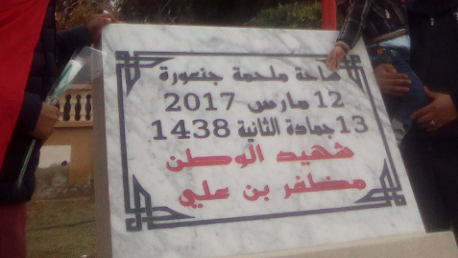 ساحة ملحمة جنعورة
12 مارس 2017
13 جمادة الثانية 1438
شهيد الوطن
مظفر بن علي